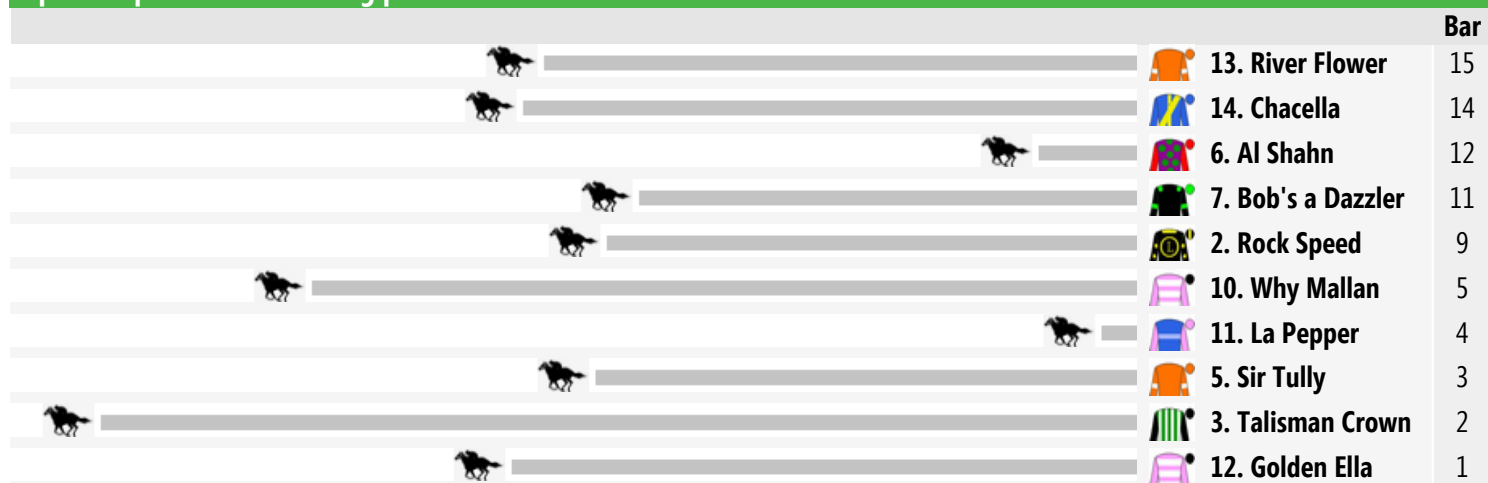 Bar
13. River Flower 15
14. Chacella 14
6. Al Shahn 12
7. Bob's a Dazzler 11
2. Rock Speed 9
10. Why Mallan 5
11. La Pepper 4
5. Sir Tully 3
3. Talisman Crown 2
12. Golden Ella 1